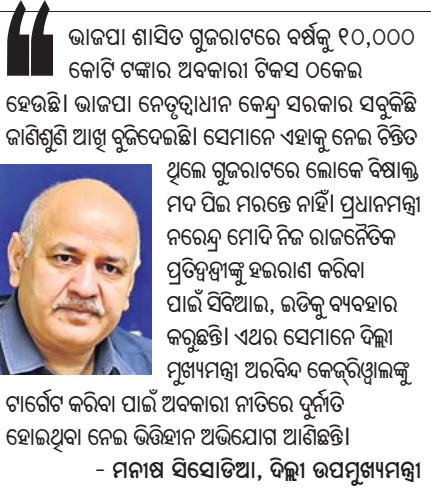 ଭାଜପା ଶାସିତ ଗୁଜରାଟରେ ବର୍ଷକୁ ୧୦,୦୦୦
କୋଟି ଟଙ୍କାର ଅବକାରୀ ଟିକସ ଠକେଇ
ହେଉଛି। ଭାଜପା ନେତୃତ୍ୱାଧୀନ କେନ୍ଦ୍ର ସରକାର ସବୁକିଛି
ଜାଣିଶୁଣି ଆଖି ବୁଜିଦେଇଛି। ସେମାନେ ଏହାକୁ ନେଇ ଚିନ୍ତିତ
ଥିଲେ ଗୁଜରାଟରେ ଲୋକେ ବିଷାକ୍ତ
ମଦ ପିଇ ମରନ୍ତେ ନାହିଁ। ପ୍ରଧାନମନ୍ତ୍ରୀ
ନରେନ୍ଦ୍ର ମୋଦି ନିଜ ରାଜନୈତିକ
ପ୍ରତିଦ୍ୱନ୍ଦ୍ୱୀଙ୍କୁ ହଇରାଣ କରିବା
ପାଇଁ ସିବିଆଇ, ଇଡିକୁ ବ୍ୟବହାର
କରୁଛନ୍ତି। ଏଥର ସେମାନେ ଦିଲ୍ଲୀ
ମୁଖ୍ୟମନ୍ତ୍ରୀ ଅରବିନ୍ଦ କେଜ୍‌ରିୱାଲଙ୍କୁ
ଟାର୍ଗେଟ କରିବା ପାଇଁ ଅବକାରୀ ନୀତିରେ ଦୁର୍ନୀତି
ହୋଇଥିବା ନେଇ ଭିତ୍ତିହୀନ ଅଭିଯୋଗ ଆଣିଛନ୍ତି।
- ମନୀଷ ସିସୋଡିଆ, ଦିଲ୍ଲୀ ଉପମୁଖ୍ୟମନ୍ତ୍ରୀ